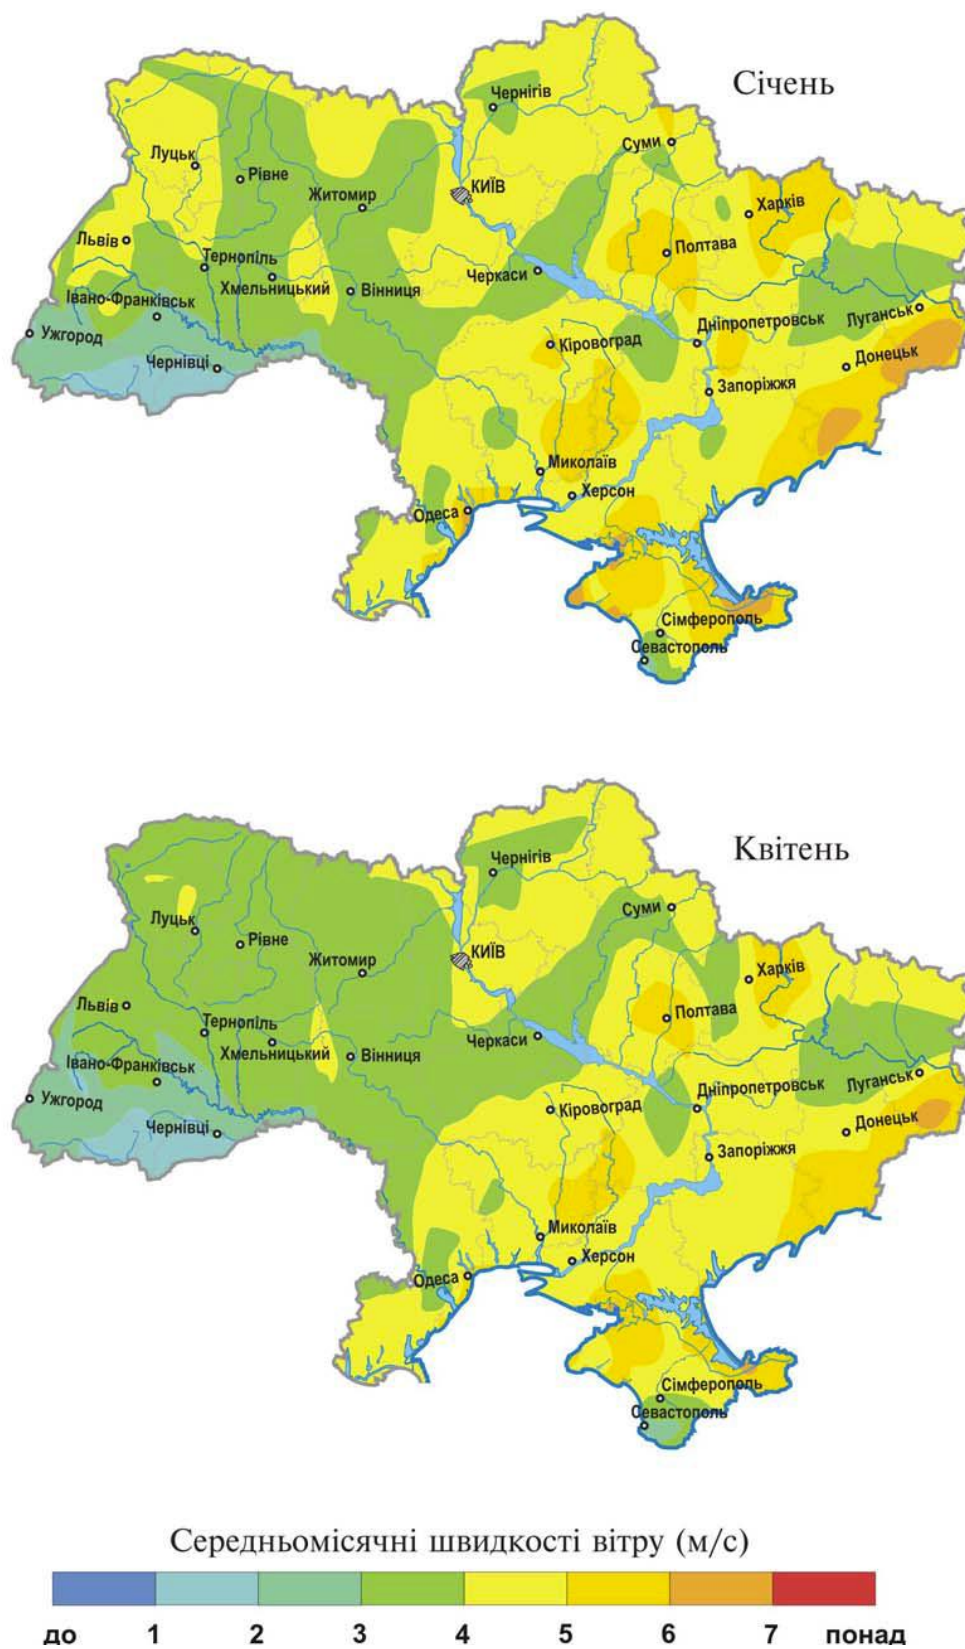 Січень
Чернігів
Суми
Луцьк
Рівне
КИЇВ
Житомир
Харків
Львів
Полтава
Тернопіль
Черкаси
Хмельницький
Вінниця
Івано-Франківськ
Луганськ
Дніпропетровськ
Ужгород
Кіровоград
Донецьк
Чернівці
Запоріжжя
Миколаїв
Херсон
Одеса
Сімферополь
Севастополь
Квітень
Чернігів
Суми
Луцьк
Рівне
КИЇВ
Житомир
Харків
Львів
Полтава
Тернопіль
Черкаси
Хмельницький
Вінниця
Івано-Франківськ
Луганськ
Дніпропетровськ
Ужгород
Кіровоград
Донецьк
Чернівці
Запоріжжя
Миколаїв
Херсон
Одеса
Сімферополь
Севастополь
Середньомісячні швидкості вітру (м/с)
до 1 2 3 4 5 6 7 понад